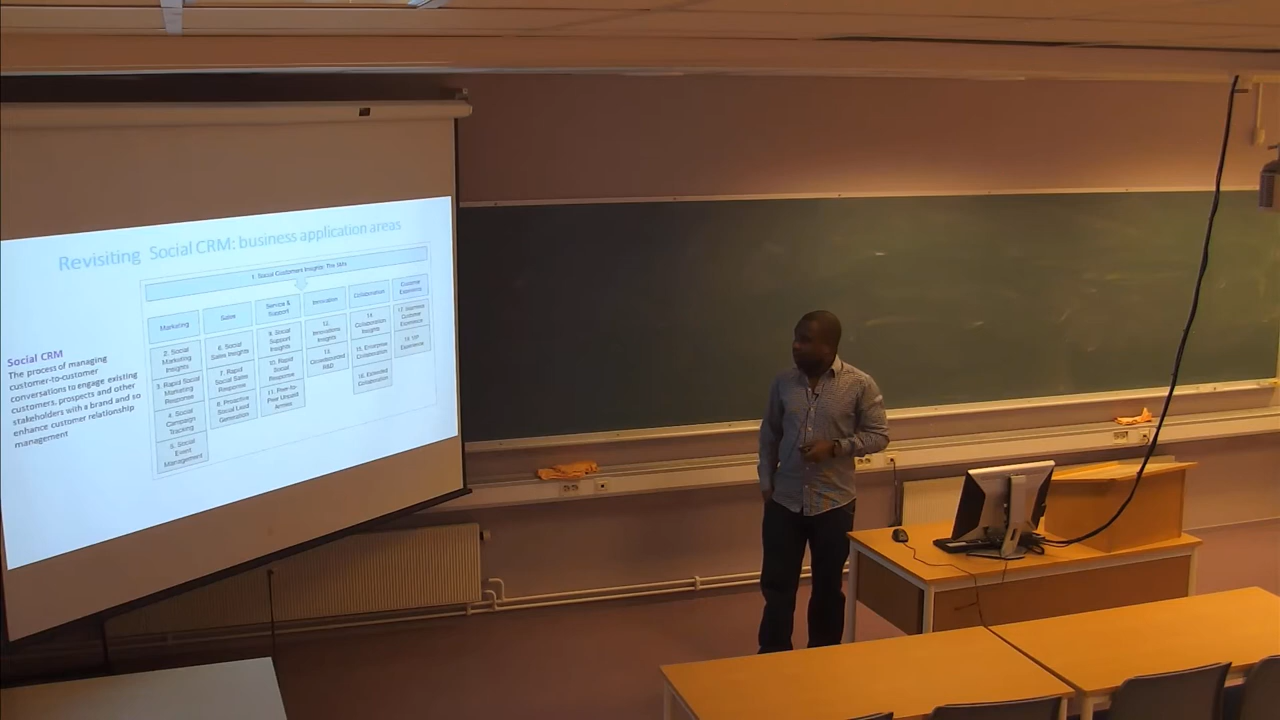 Revisiting Social CRM: business application areas
1. Social Customers Insights: The
Marketing
Sales
Service &
Support
Innovation
Collaboration
Customer
Experience
2. Social
Marketing
Insights
3. Rapid Social
Marketing
Response
4. Social
Campaign
Tracking
5. Social
Event
Management
6. Social
Sales Insights
7. Rapid
Social Sales
Response
8. Proactive
Social Lead
Generation
9. Social
Support
Insights
10. Rapid
Social
Response
11. Peer-to-
Peer Unpaid
Armies
12.
Innovations
Insights
13.
Crowdsourced
R&D
14.
Collaboration
Insights
15. Enterprise
Collaboration
16. Extended
Collaboration
17. Seamless
Customer
Experience
VIP
Experience
Social CRM
The process of managing
customer-to-customer
conversations to engage existing
customers, prospects and other
stakeholders with a brand and so
enhance customer relationship
management